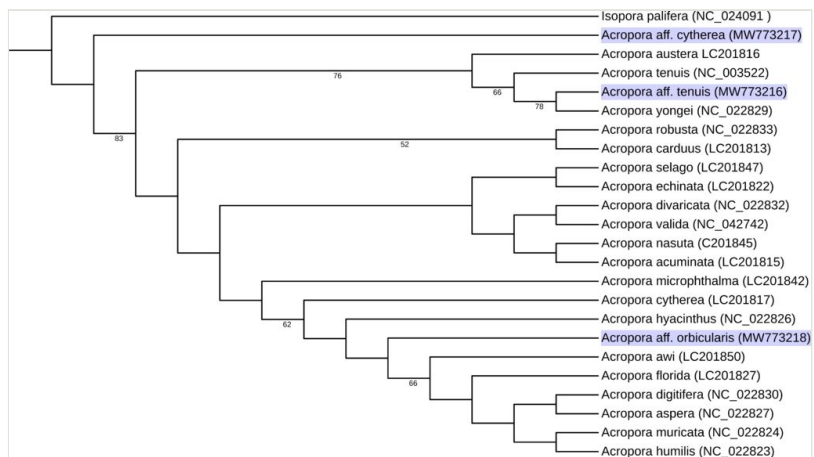 Isopora palifera (NC_024091 )
Acropora aff. cytherea (MW773217)
Acropora austera LC201816
76
Acropora tenuis (NC_003522)
66
Acropora aff. tenuis (MW773216)
78
Acropora yongei (NC_022829)
Acropora robusta (NC_022833)
83
52
Acropora carduus (LC201813)
Acropora selago (LC201847)
Acropora echinata (LC201822)
Acropora divaricata (NC_022832)
Acropora valida (NC_042742)
Acropora nasuta (C201845)
Acropora acuminata (LC201815)
Acropora microphthalma (LC201842)
Acropora cytherea (LC201817)
Acropora hyacinthus (NC_022826)
62
Acropora aff. orbicularis (MW773218)
Acropora awi (LC201850)
Acropora florida (LC201827)
66
Acropora digitifera (NC_022830)
Acropora aspera (NC_022827)
Acropora muricata (NC_022824)
Acropora humilis (NC_022823)